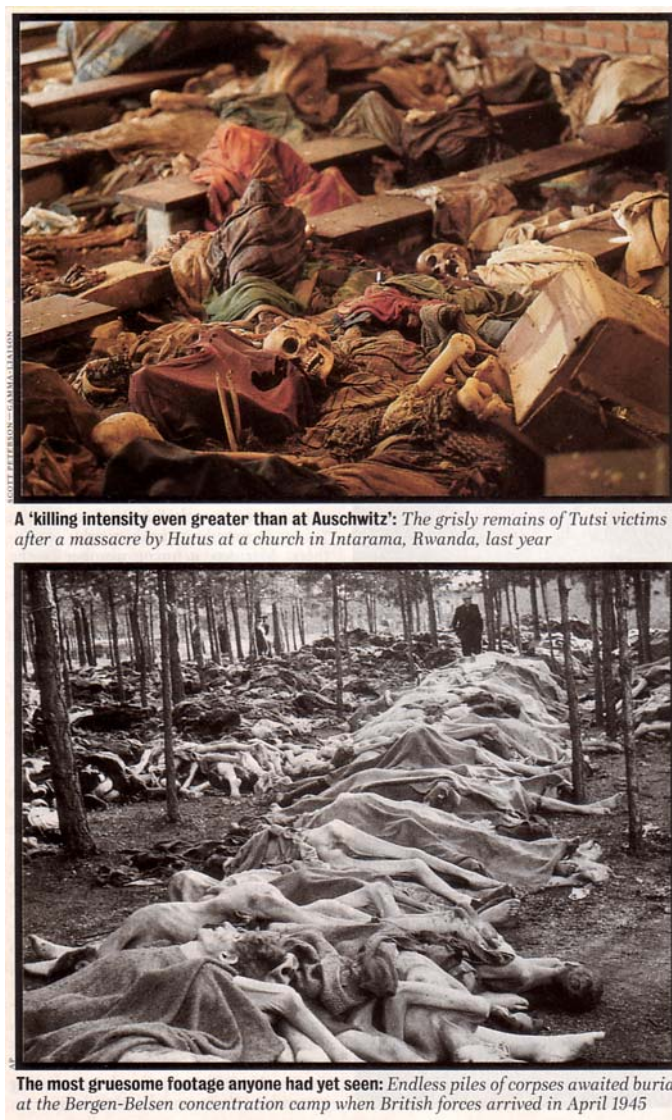 SCOTT PETERSON—GAMMA-LIAISON
A ‘killing intensity even greater than at Auschwitz’: The grisly remains of Tutsi victims
after a massacre by Hutus at a church in Intarama, Rwanda, last year
AP
The most gruesome footage anyone had yet seen: Endless piles of corpses awaited buria
at the Bergen-Belsen concentration camp when British forces arrived in April 1945